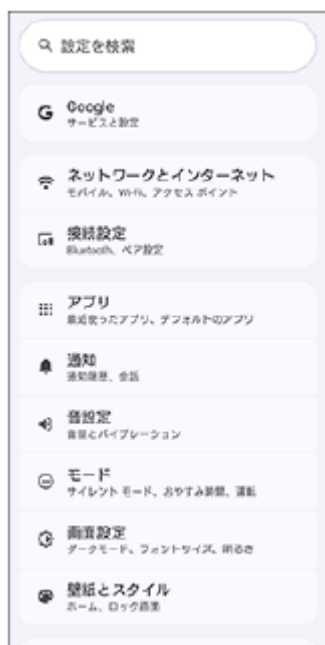 設定を検索
Google
サービスと設定
ネットワークとインターネット
モバイル、Wi-Fi、アクセス ポイント
接続設定
Bluetooth、ペア設定
アプリ
最近使ったアプリ、デフォルトのアプリ
通知
通知履歴、会話
音設定
音量とバイブレーション
モード
サイレント モード、おやすみ時間、運転
画面設定
ダークモード、フォントサイズ、明るさ
壁紙とスタイル
ホーム、ロック画面